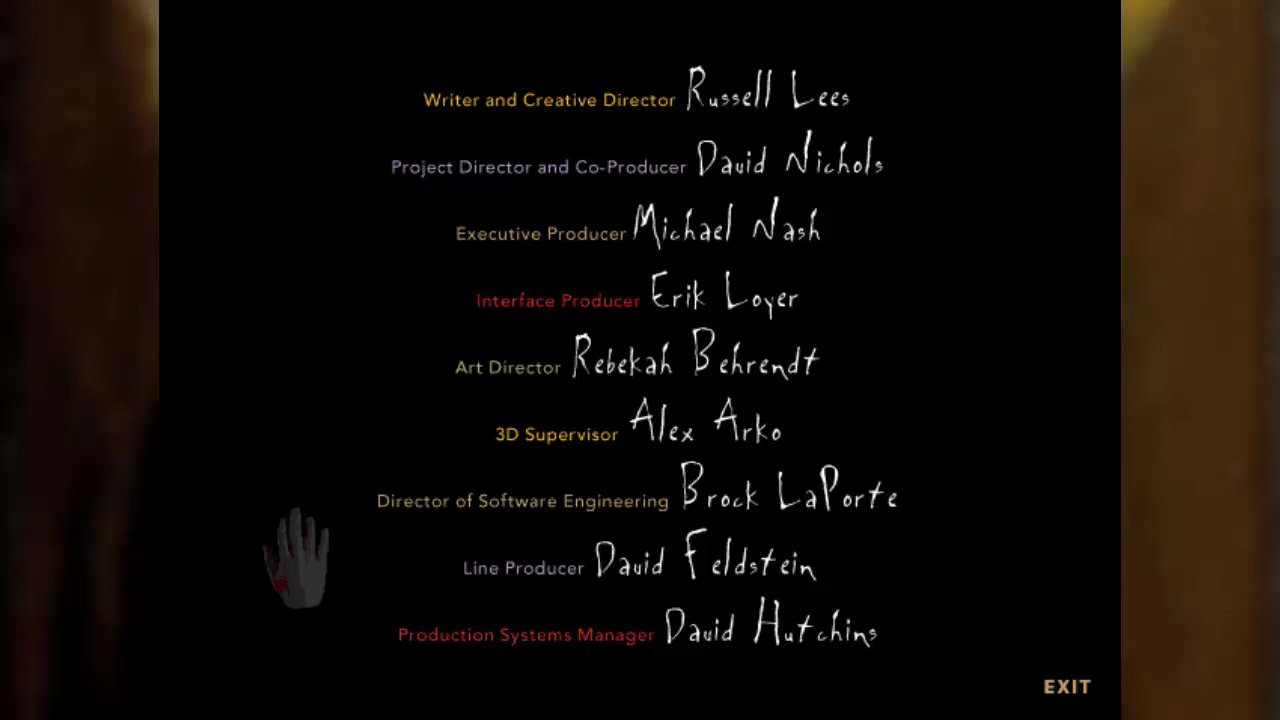 Writer and Creative Director Russell Lees
Project Director and Co-Producer David Nichols
Executive Producer Michael Nash
Interface Producer Erik Loyer
Art Director Rebekah Behrendt
3D Supervisor Alex Arko
Director of Software Engineering Brock LaPorte
Line Producer David Feldstein
Production Systems Manager David Hutchins
EXIT